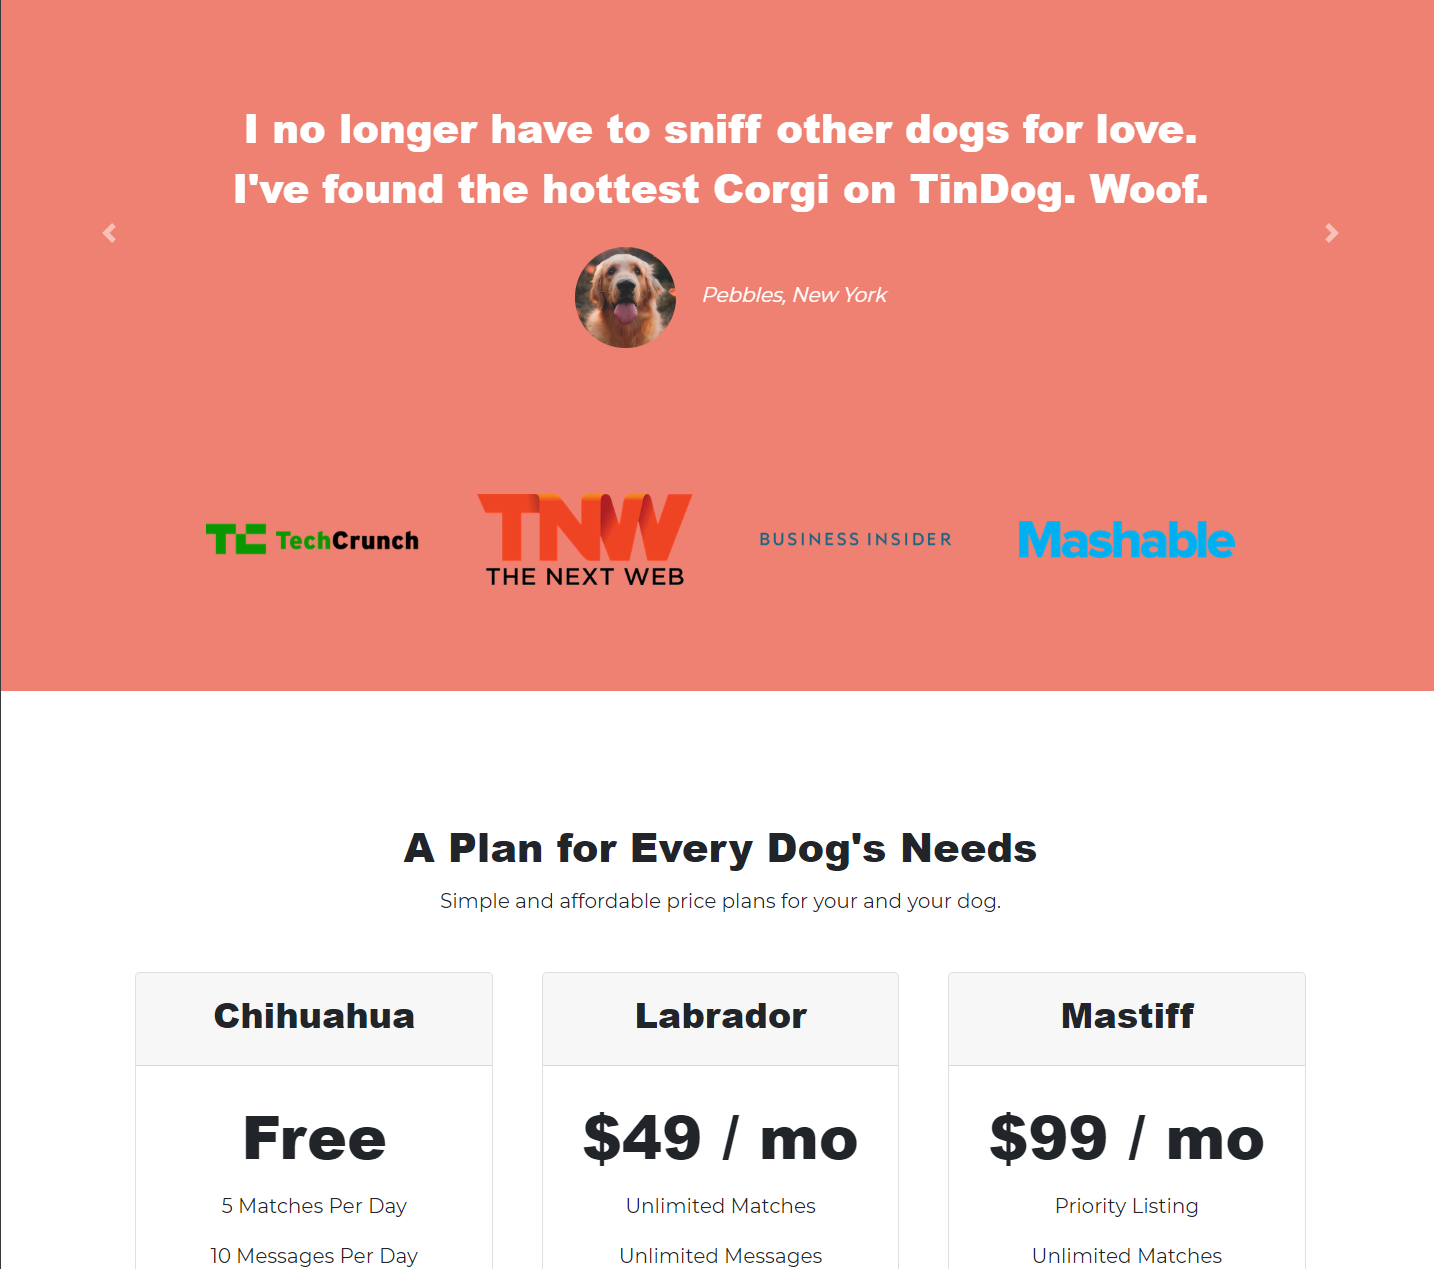 I no longer have to sniff other dogs for love.
I've found the hottest Corgi on TinDog. Woof.
Pebbles, New York
TC TechCrunch
TNW
THE NEXT WEB
BUSINESS INSIDER
Mashable
A Plan for Every Dog's Needs
Simple and affordable price plans for your and your dog.
Chihuahua
Free
5 Matches Per Day
10 Messages Per Day
Labrador
$49 / mo
Unlimited Matches
Unlimited Messages
Mastiff
$99 / mo
Priority Listing
Unlimited Matches